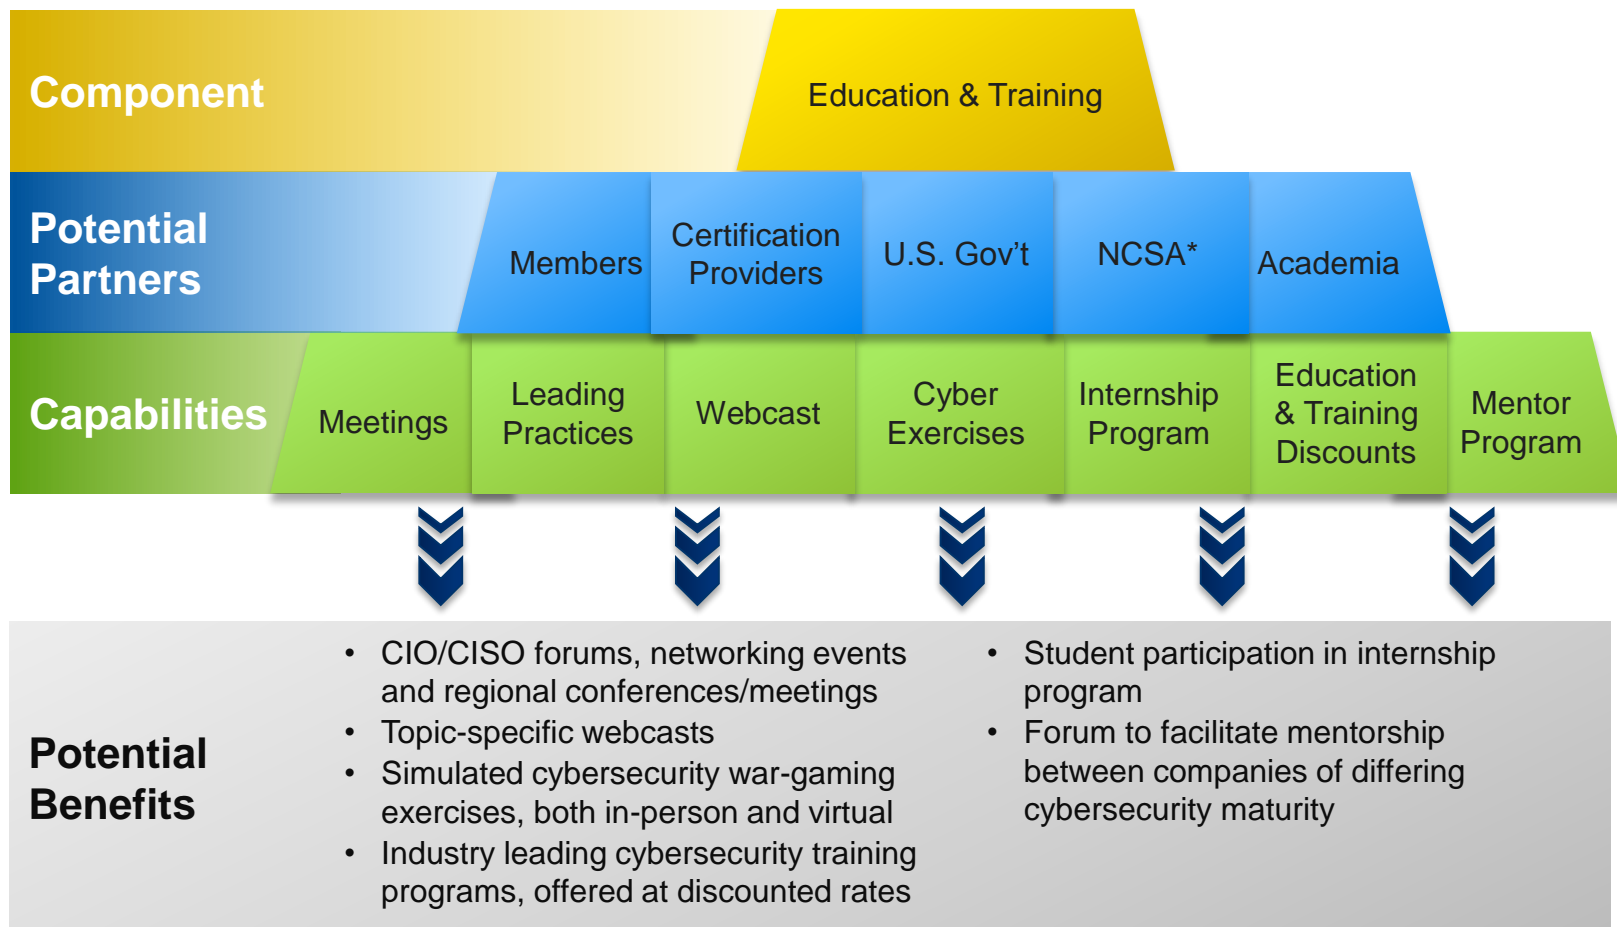 Component
Education & Training
Potential
Partners
Members
Certification
Providers
U.S. Gov’t
NCSA*
Academia
Capabilities
Meetings
Leading
Practices
Webcast
Cyber
Exercises
Internship
Program
Education
& Training
Discounts
Mentor
Program
Potential
Benefits
• CIO/CISO forums, networking events
and regional conferences/meetings
• Topic-specific webcasts
• Simulated cybersecurity war-gaming
exercises, both in-person and virtual
• Industry leading cybersecurity training
programs, offered at discounted rates
• Student participation in internship
program
• Forum to facilitate mentorship
between companies of differing
cybersecurity maturity